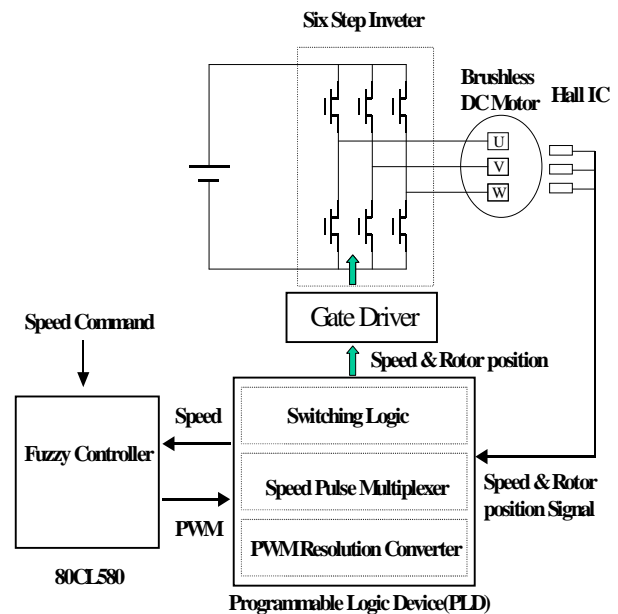 Six Step Inveter
Brushless
DC Motor
Hall IC
U
V
W
Gate Driver
Speed Command
Speed & Rotor position
Fuzzy Controller
Speed
PWM
80CL580
Switching Logic
Speed Pulse Multiplexer
PWM Resolution Converter
Speed & Rotor
position Signal
Programmable Logic Device(PLD)